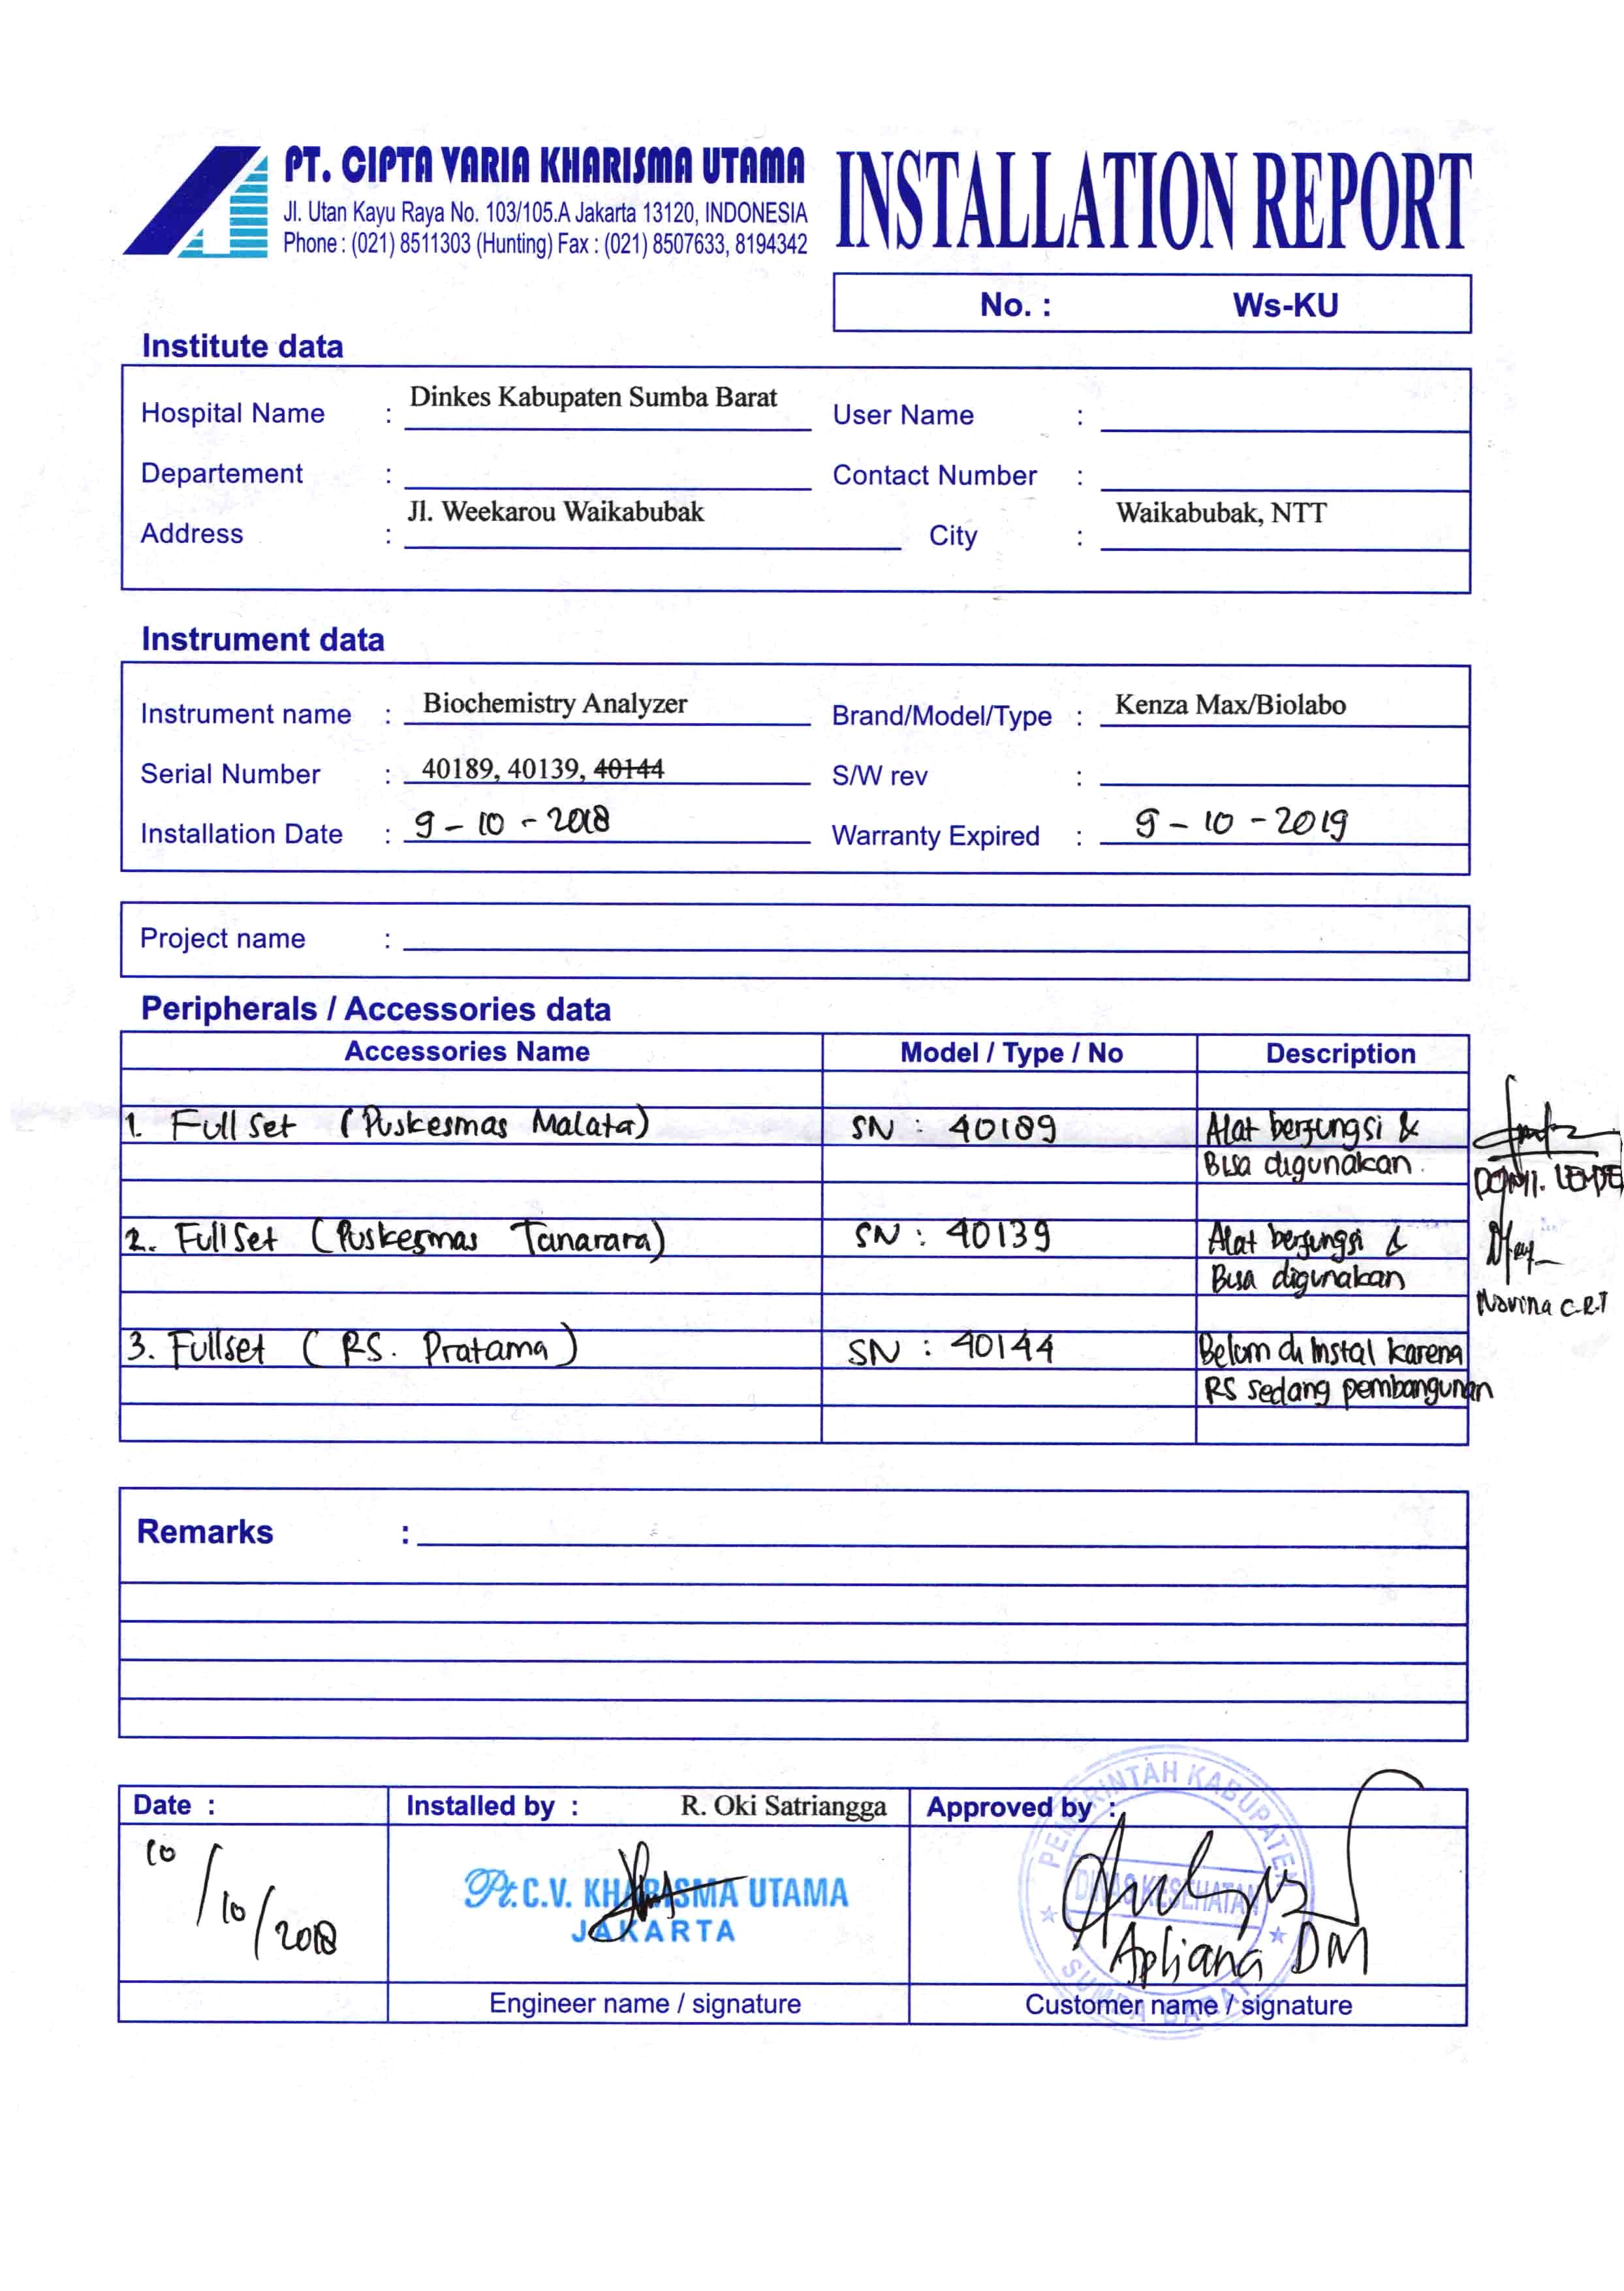 PT. CIPTA VARIA KHARISMA UTAMA
Jl. Utan Kayu Raya No. 103/105.A Jakarta 13120, INDONESIA
Phone : (021) 8511303 (Hunting) Fax : (021) 8507633, 8194342
INSTALLATION REPORT
No. : Ws-KU
Institute data
Hospital Name : Dinkes Kabupaten Sumba Barat User Name :
Departement : Contact Number :
Address : Jl. Weekarou Waikabubak City : Waikabubak, NTT
Instrument data
Instrument name : Biochemistry Analyzer Brand/Model/Type : Kenza Max/Biolabo
Serial Number : 40189, 40139, 40144 S/W rev :
Installation Date : 9 - 10 - 2018 Warranty Expired : 9 - 10 - 2019
Project name :
Peripherals / Accessories data
Accessories Name Model / Type / No Description
1. Full Set (Puskesmas Malata) SN : 40189 Alat berfungsi &
Bisa digunakan.
2. Full Set (Puskesmas Tanarara) SN : 40139 Alat berfungsi &
Bisa digunakan
Novina C.R.T
3. Fullset ( RS. Pratama ) SN : 40144 Belum di Instal karena
RS sedang pembangunan
Remarks :
Date : Installed by : R. Oki Satriangga Approved by :
10/10/2018
Pt. C.V. KHARISMA UTAMA
JAKARTA
PEMERINTAH KABUPATEN
DINAS KESEHATAN
SUMBA BARAT
Apliana DM
Engineer name / signature Customer name / signature